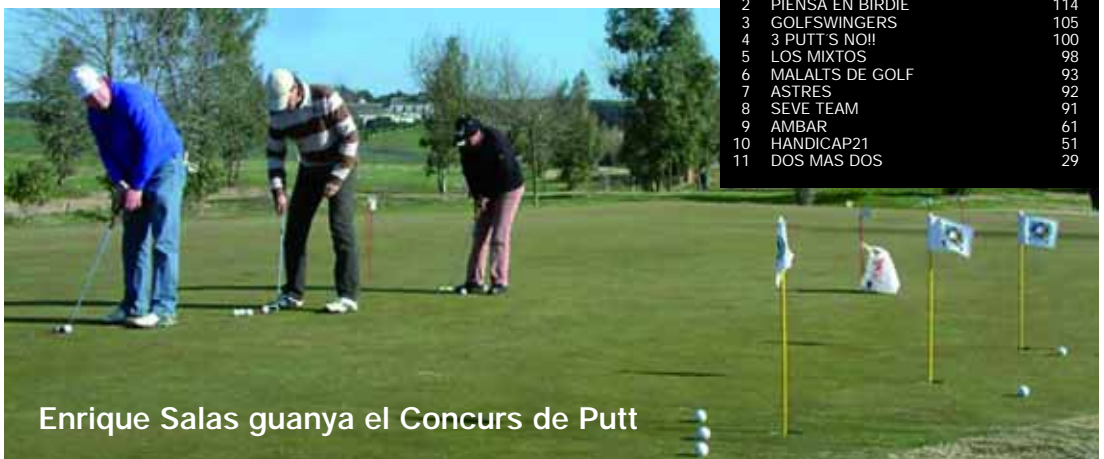 2 PIENSA EN BIRDIE 114
3 GOLFSWINGERS 105
4 3 PUTT´S NO!! 100
5 LOS MIXTOS 98
6 MALALTS DE GOLF 93
7 ASTRES 92
8 SEVE TEAM 91
9 AMBAR 61
10 HANDICAP21 51
11 DOS MAS DOS 29
Enrique Salas guanya el Concurs de Putt